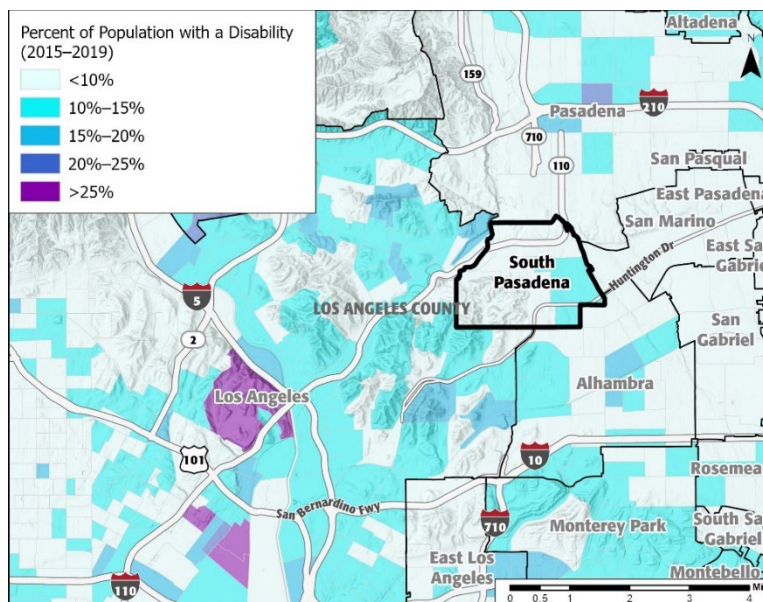 Percent of Population with a Disability
(2015–2019)
<10%
10%–15%
15%–20%
20%–25%
>25%
Altadena
N
159
Pasadena
210
710
110
San Pasqual
East Pasadena
San Marino
South
Pasadena
Huntington Dr
East Sa
Gabriel
5
LOS ANGELES COUNTY
2
San
Gabriel
Alhambra
Los Angeles
101
10
Rosemea
San Bernardino Fwy
710
Monterey Park
South Sa
Gabriel
East Los
Angeles
Montebello
110
0 0.5 1 2 3 4